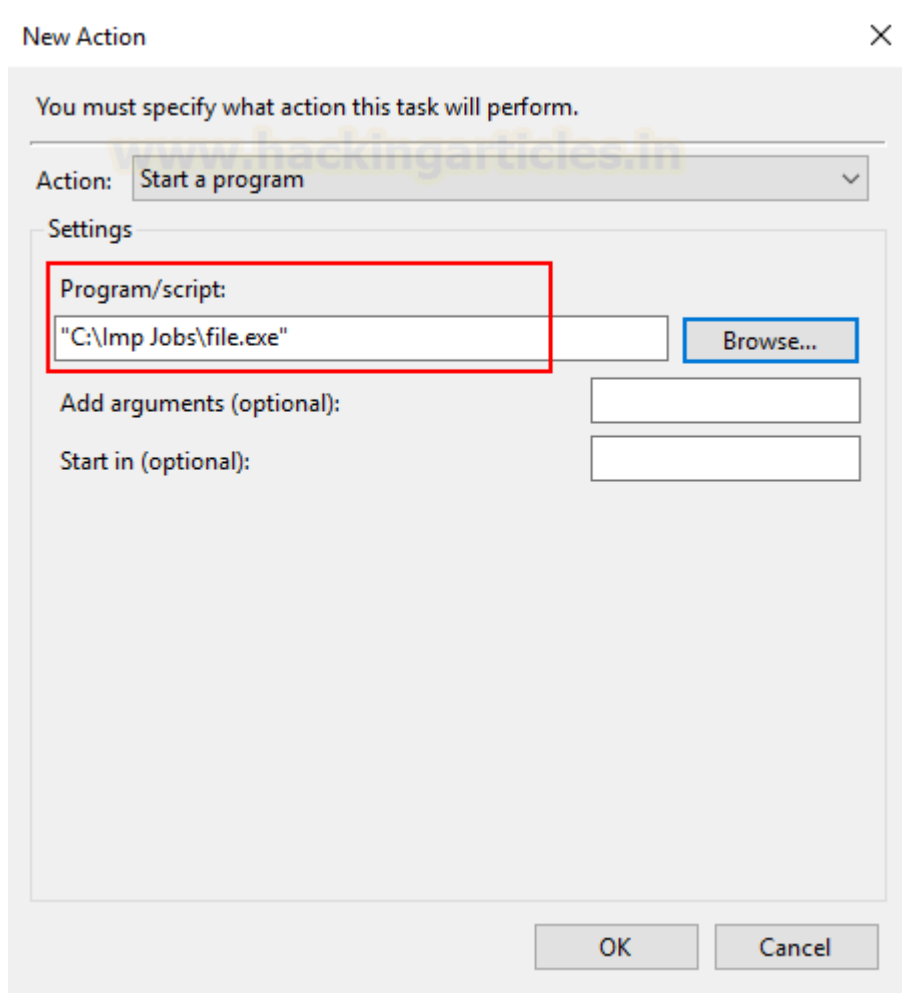 New Action
You must specify what action this task will perform.
www.hackingarticles.in
Action: Start a program
Settings
Program/script:
"C:\Imp Jobs\file.exe" Browse...
Add arguments (optional):
Start in (optional):
OK Cancel